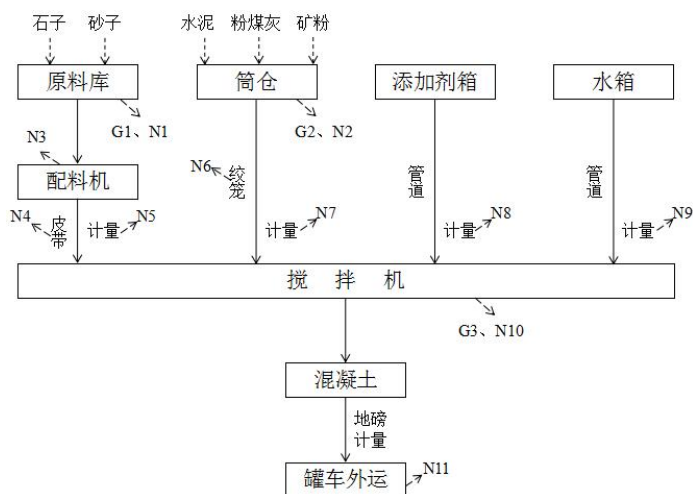 石子 砂子 水泥 粉煤灰 矿粉
原料库 筒仓 添加剂箱 水箱
G1、N1 G2、N2
N3
配料机 N6 绞笼 管道 管道
N4 皮带 计量 N5 计量 N7 计量 N8 计量 N9
搅 拌 机
G3、N10
混凝土
地磅
计量
罐车外运 N11